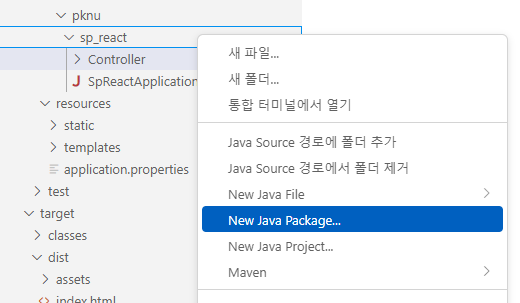 pknu
sp_react
Controller
SpReactApplication
resources
static
templates
application.properties
test
target
classes
dist
assets
index.html
새 파일...
새 폴더...
통합 터미널에서 열기
Java Source 경로에 폴더 추가
Java Source 경로에서 폴더 제거
New Java File
New Java Package...
New Java Project...
Maven